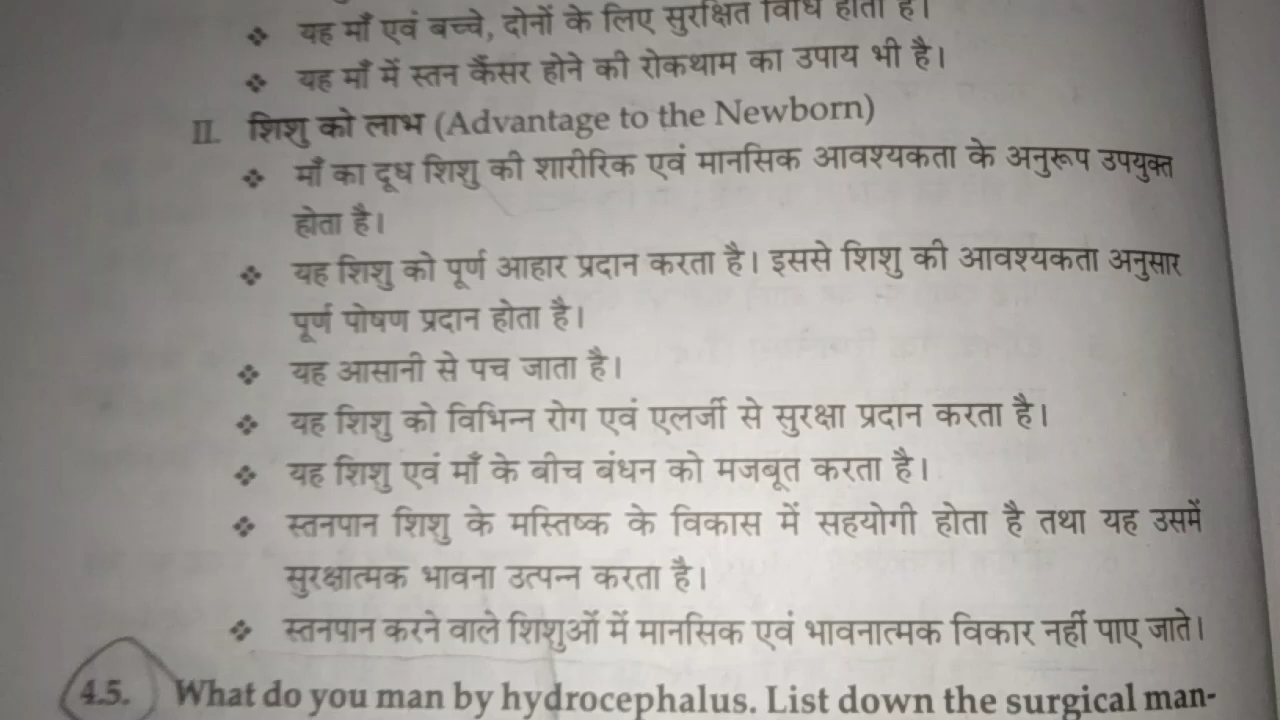 ❖ यह माँ एवं बच्चे, दोनों के लिए सुरक्षित विधि होती है।
❖ यह माँ में स्तन कैंसर होने की रोकथाम का उपाय भी है।
II. शिशु को लाभ (Advantage to the Newborn)
❖ माँ का दूध शिशु की शारीरिक एवं मानसिक आवश्यकता के अनुरूप उपयुक्त
होता है।
❖ यह शिशु को पूर्ण आहार प्रदान करता है। इससे शिशु की आवश्यकता अनुसार
पूर्ण पोषण प्रदान होता है।
❖ यह आसानी से पच जाता है।
❖ यह शिशु को विभिन्न रोग एवं एलर्जी से सुरक्षा प्रदान करता है।
❖ यह शिशु एवं माँ के बीच बंधन को मजबूत करता है।
❖ स्तनपान शिशु के मस्तिष्क के विकास में सहयोगी होता है तथा यह उसमें
सुरक्षात्मक भावना उत्पन्न करता है।
❖ स्तनपान करने वाले शिशुओं में मानसिक एवं भावनात्मक विकार नहीं पाए जाते।
4.5. What do you man by hydrocephalus. List down the surgical man-